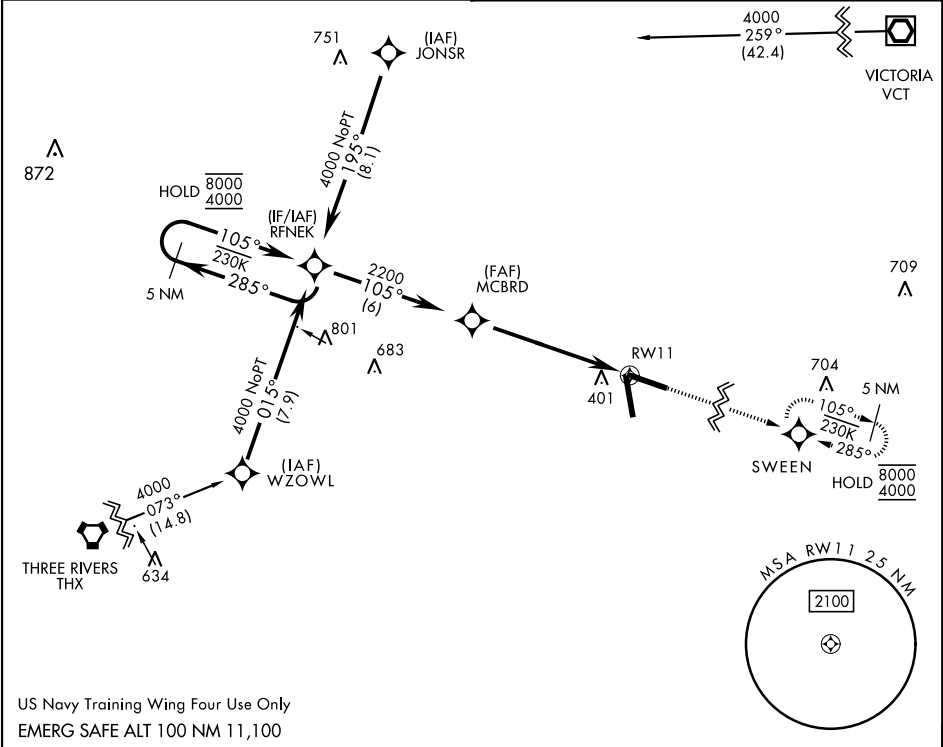 751
(IAF)
JONSR
4000
259°
(42.4)
VICTORIA
VCT
872
4000 NoPT
195°
(8.1)
HOLD 8000
4000
(IF/IAF)
RFNEK
105°
230K
285°
5 NM
2200
105°
(6)
(FAF)
MCBRD
709
801
683
RW11
401
704
5 NM
105°
230K
285°
SWEEN
HOLD 8000
4000
4000 NoPT
015°
(7.9)
(IAF)
WZOWL
4000
073°
(14.8)
THREE RIVERS
THX
634
MSA RW11 25 NM
2100
US Navy Training Wing Four Use Only
EMERG SAFE ALT 100 NM 11,100